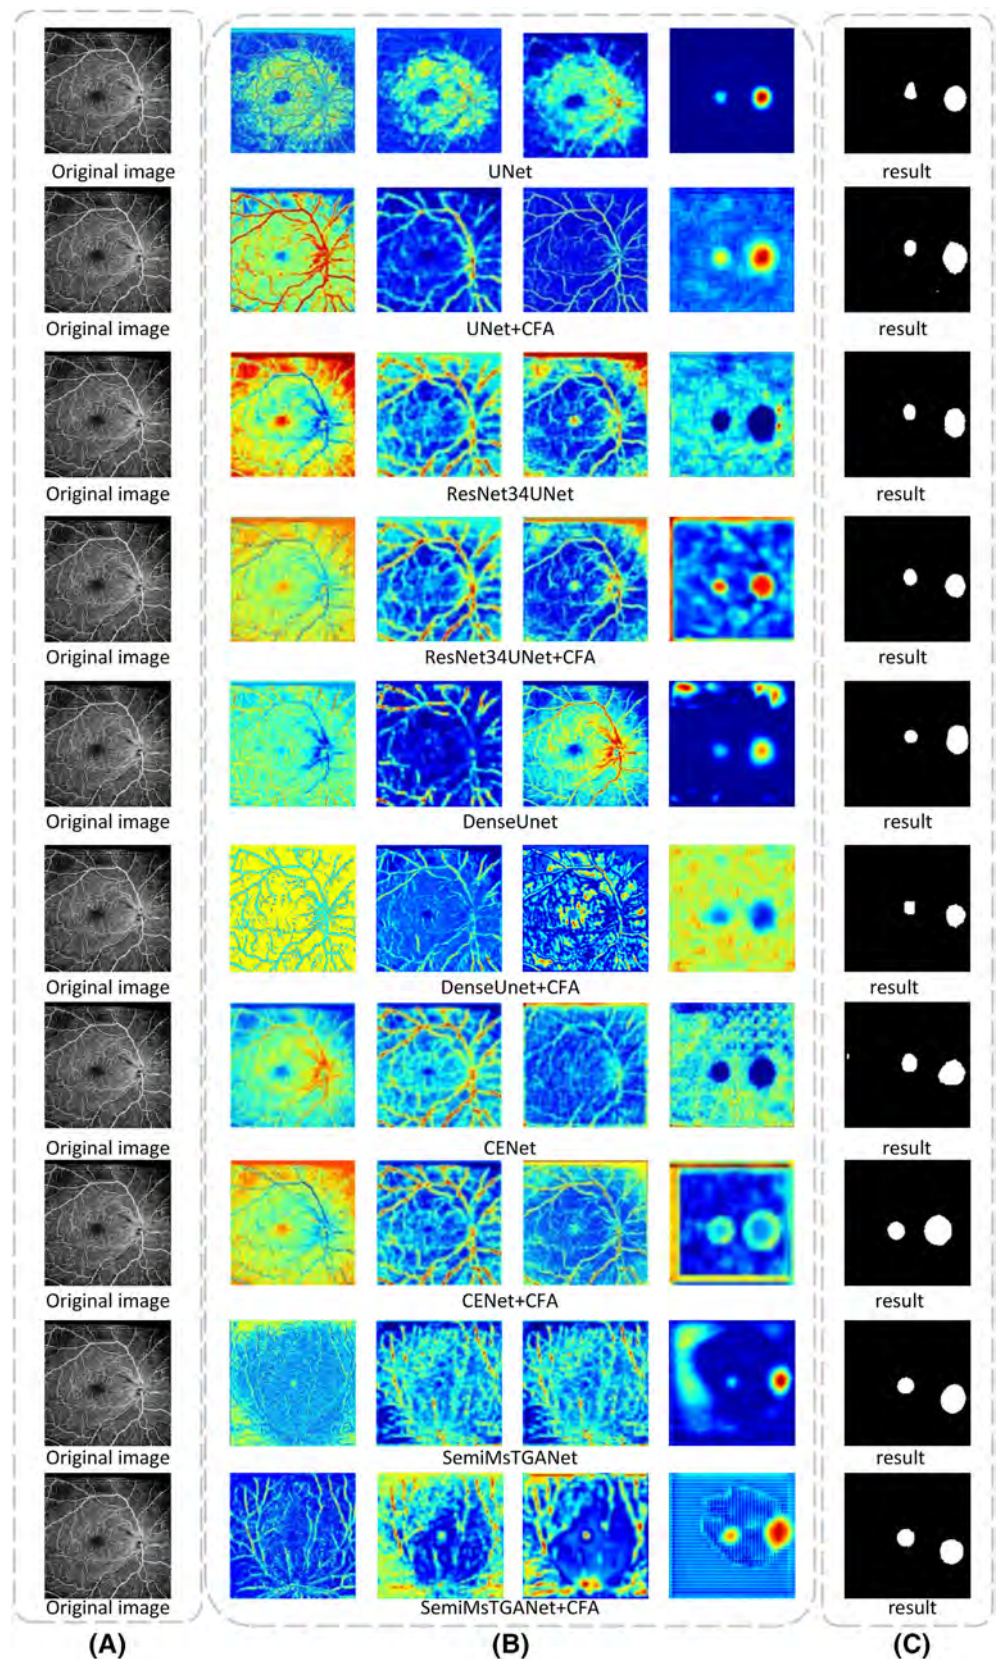 Original image UNet result
Original image UNet+CFA result
Original image ResNet34UNet result
Original image ResNet34UNet+CFA result
Original image DenseUnet result
Original image DenseUnet+CFA result
Original image CENet result
Original image CENet+CFA result
Original image SemiMsTGANet result
Original image SemiMsTGANet+CFA result
(A) (B) (C)